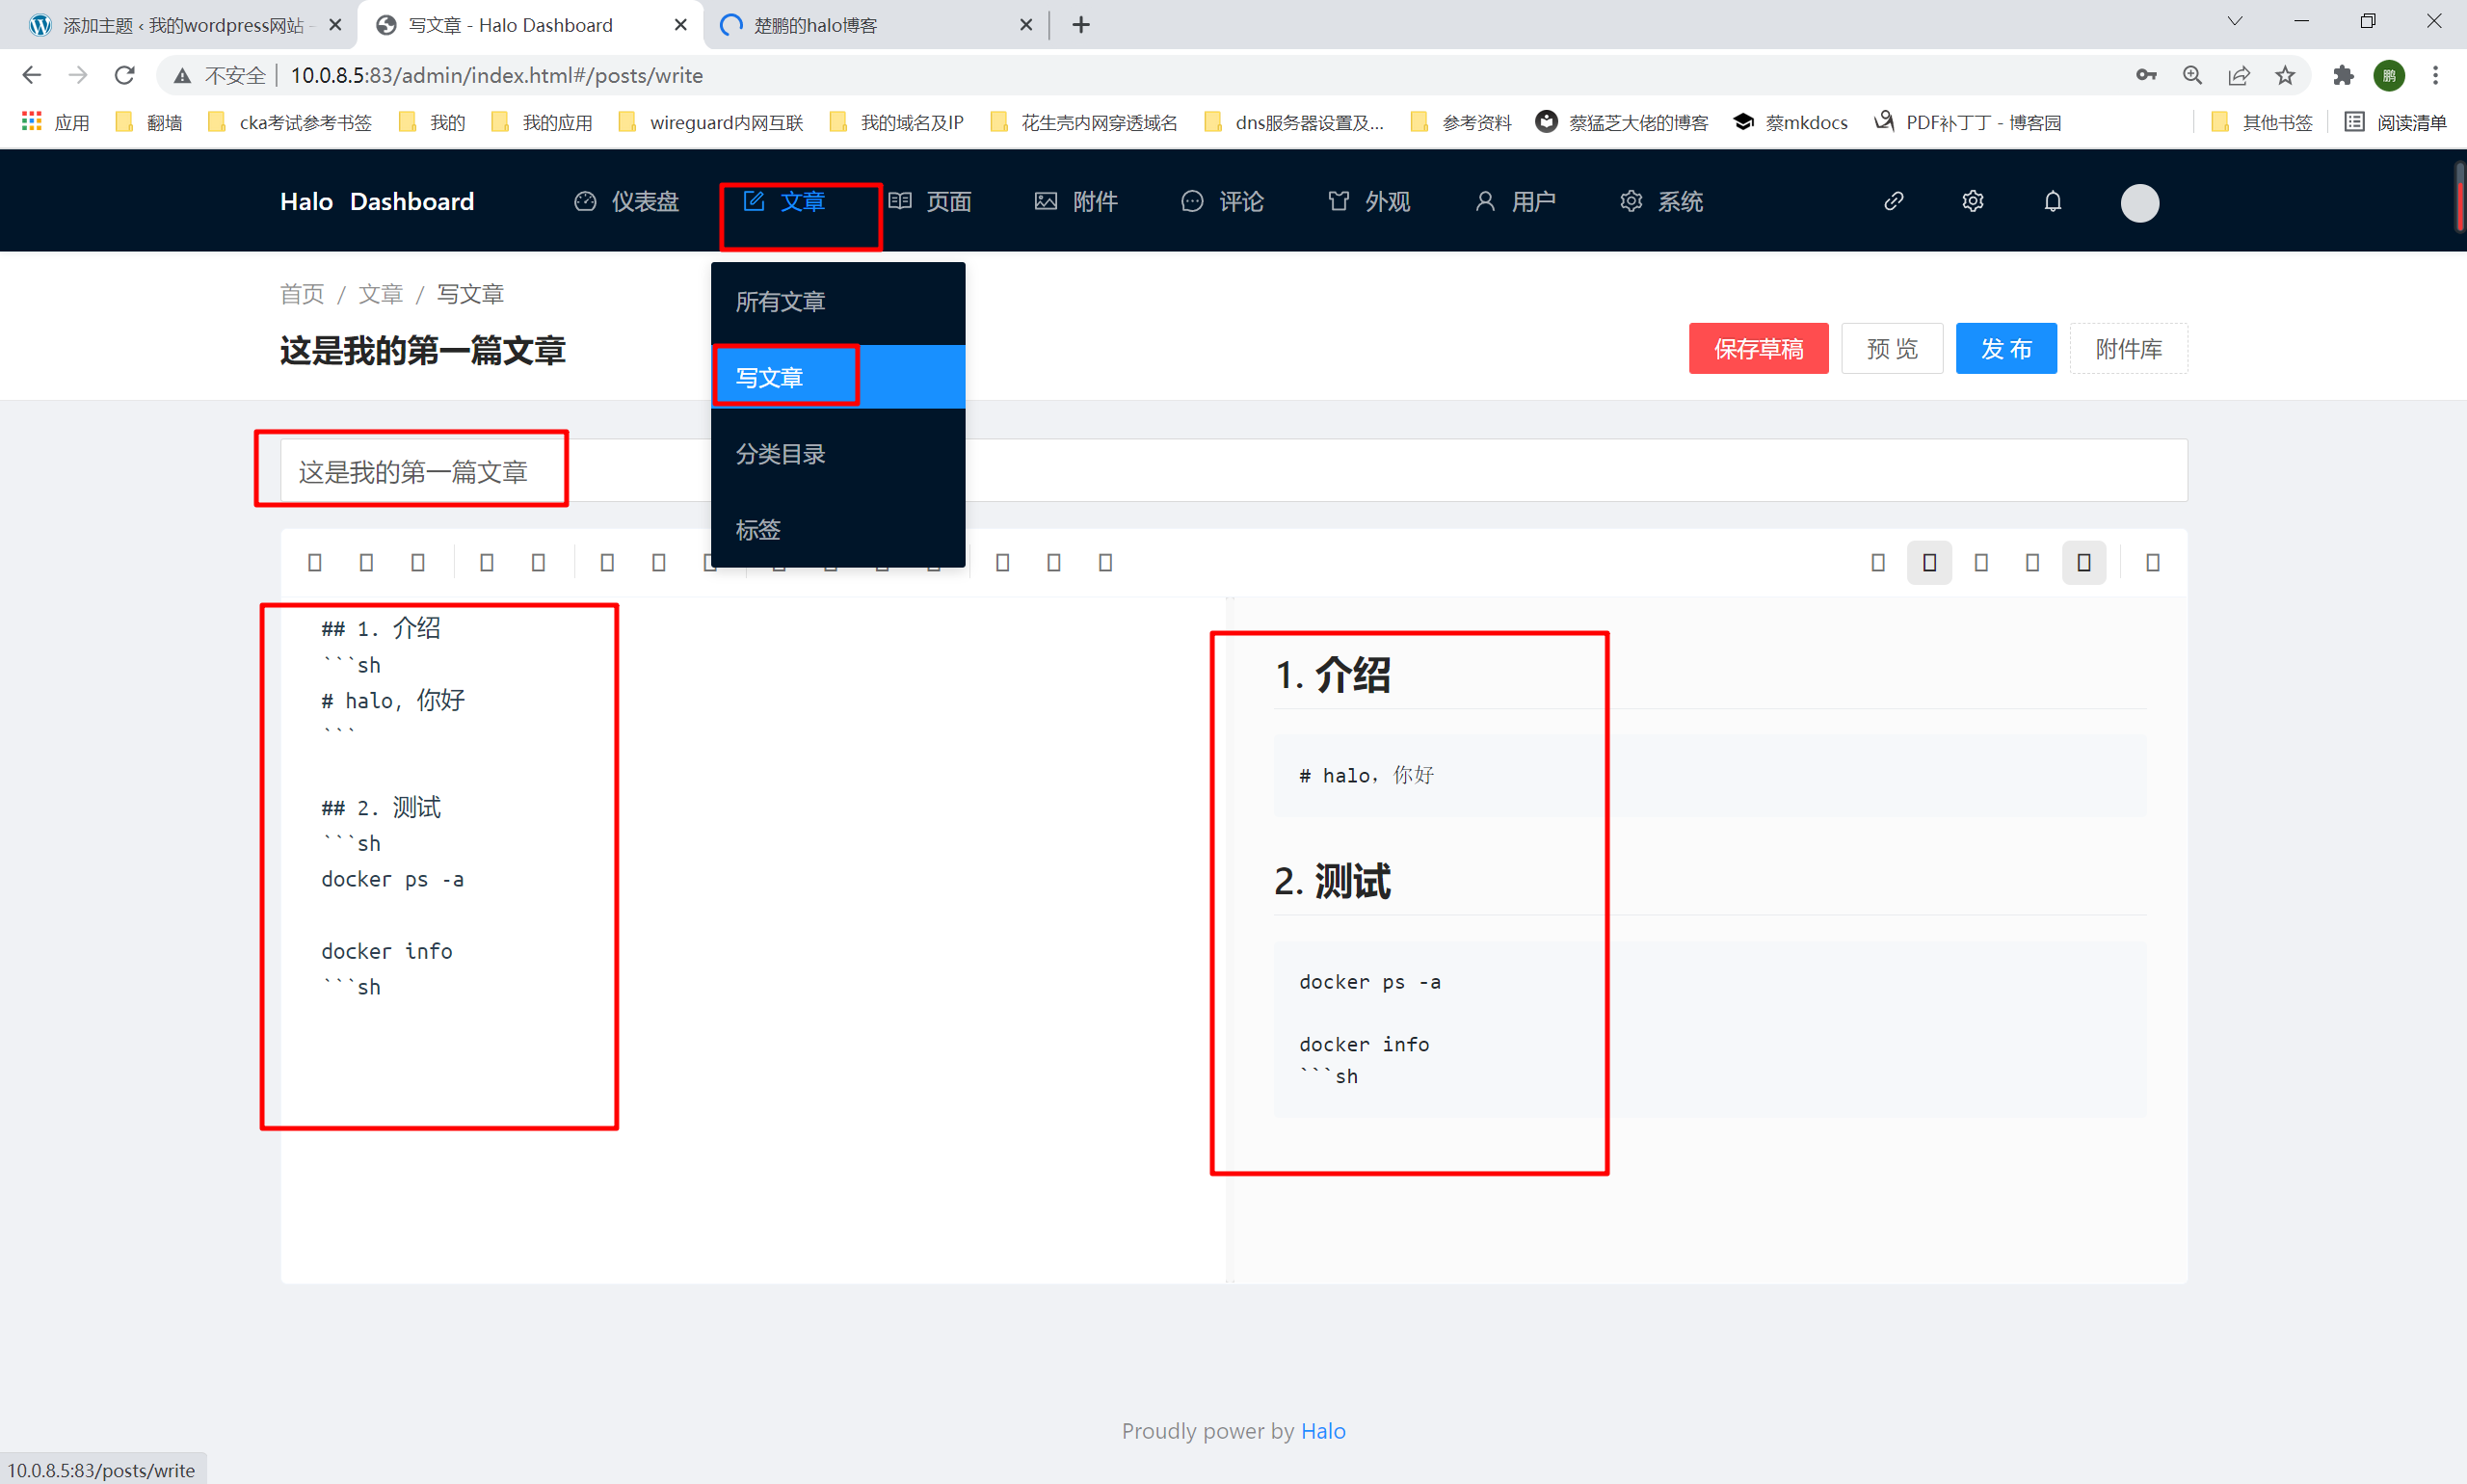 添加主题 ‹ 我的wordpress网站 –
写文章 - Halo Dashboard
楚鹏的halo博客
不安全
10.0.8.5:83/admin/index.html#/posts/write
鹏
应用
翻墙
cka考试参考书签
我的
我的应用
wireguard内网互联
我的域名及IP
花生壳内网穿透域名
dns服务器设置及...
参考资料
蔡猛芝大佬的博客
蔡mkdocs
PDF补丁丁 - 博客园
其他书签
阅读清单
Halo Dashboard
仪表盘
文章
页面
附件
评论
外观
用户
系统
首页 / 文章 / 写文章
这是我的第一篇文章
所有文章
写文章
分类目录
标签
保存草稿
预 览
发 布
附件库
这是我的第一篇文章
## 1. 介绍
```sh
# halo, 你好
```
## 2. 测试
```sh
docker ps -a
docker info
```sh
1. 介绍
# halo，你好
2. 测试
docker ps -a
docker info
```sh
Proudly power by Halo
10.0.8.5:83/posts/write